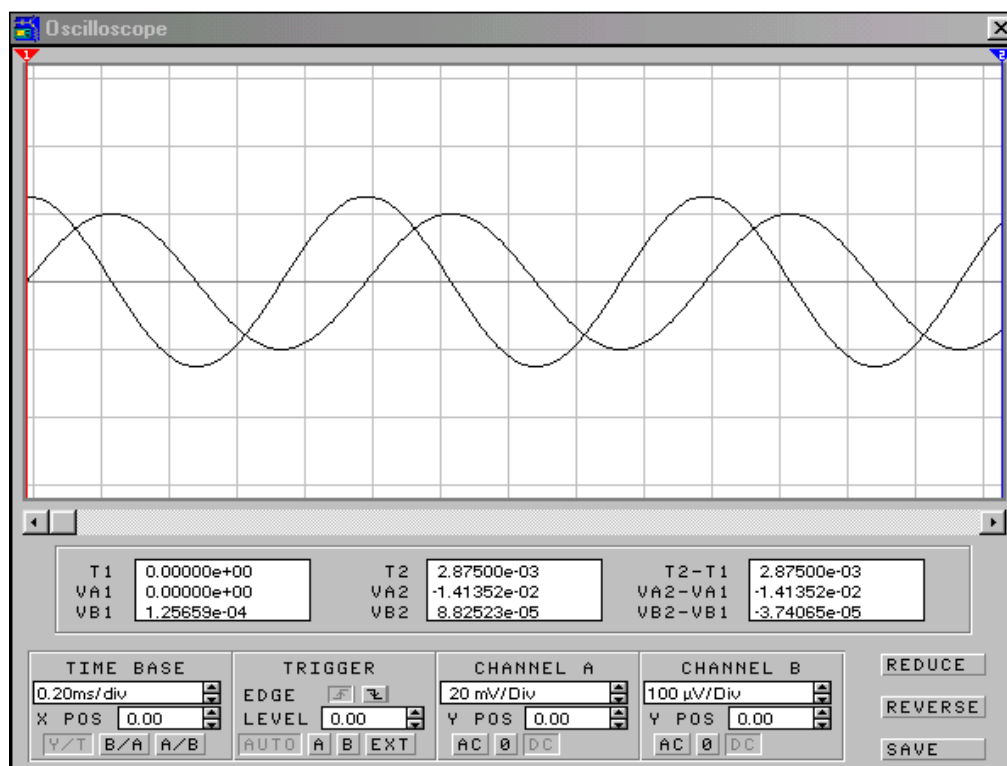 Oscilloscope
1 2
T1 0.00000e+00 T2 2.87500e-03 T2-T1 2.87500e-03
VA1 0.00000e+00 VA2 -1.41352e-02 VA2-VA1 -1.41352e-02
VB1 1.25659e-04 VB2 8.82523e-05 VB2-VB1 -3.74065e-05
TIME BASE TRIGGER CHANNEL A CHANNEL B REDUCE
0.20ms/div EDGE 20 mV/Div 100 µV/Div
X POS 0.00 LEVEL 0.00 Y POS 0.00 Y POS 0.00 REVERSE
Y/T B/A A/B AUTO A B EXT AC 0 DC AC 0 DC SAVE